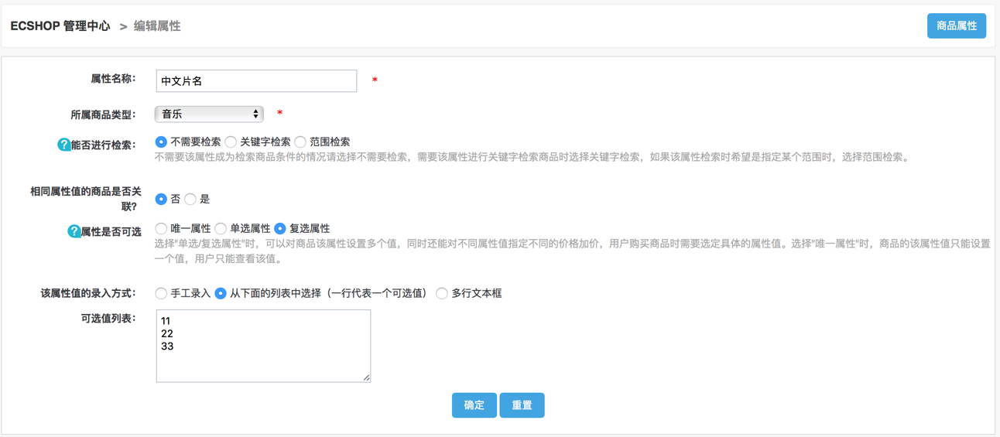 ECSHOP 管理中心 > 编辑属性
商品属性
属性名称： 中文片名 *
所属商品类型： 音乐 *
?能否进行检索： 不需要检索 关键字检索 范围检索
不需要该属性成为检索商品条件的情况请选择不需要检索，需要该属性进行关键字检索商品时选择关键字检索，如果该属性检索时希望是指定某个范围时，选择范围检索。
相同属性值的商品是否关
联？ 否 是
?属性是否可选 唯一属性 单选属性 复选属性
选择"单选/复选属性"时，可以对商品该属性设置多个值，同时还能对不同属性值指定不同的价格加价，用户购买商品时需要选定具体的属性值。选择"唯一属性"时，商品的该属性值只能设置
一个值，用户只能查看该值。
该属性值的录入方式： 手工录入 从下面的列表中选择（一行代表一个可选值） 多行文本框
可选值列表： 11
22
33
确定 重置